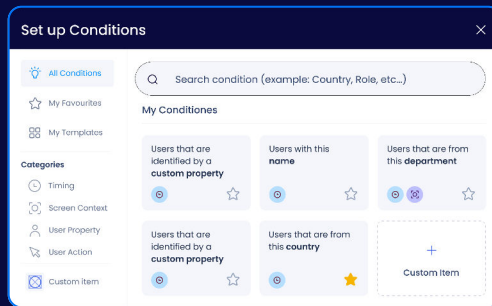 Set up Conditions
All Conditions
My Favourites
My Templates
Categories
Timing
Screen Context
User Property
User Action
Custom Item
Search condition (example: Country, Role, etc...)
My Conditiones
Users that are
identified by a
custom property
Users with this
name
Users that are from
this department
Users that are
identified by a
custom property
Users that are from
this country
Custom Item